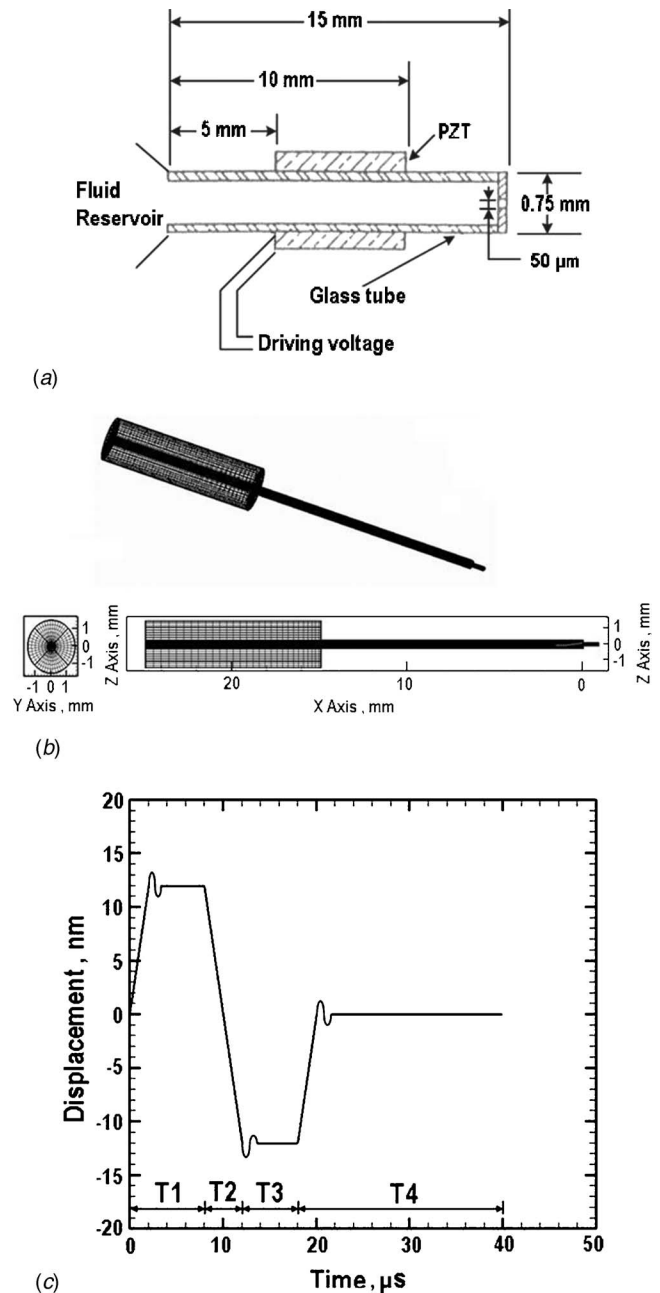 15 mm
10 mm
5 mm
PZT
Fluid
Reservoir
0.75 mm
50 µm
Glass tube
Driving voltage
(a)
Z Axis , mm
1
0
-1
-1 0 1
Y Axis , mm
20 10 0
X Axis , mm
1
0
-1
Z Axis , mm
(b)
20
15
10
5
0
-5
-10
-15
-20
Displacement , nm
T1 T2 T3 T4
0 10 20 30 40 50
Time, µs
(c)